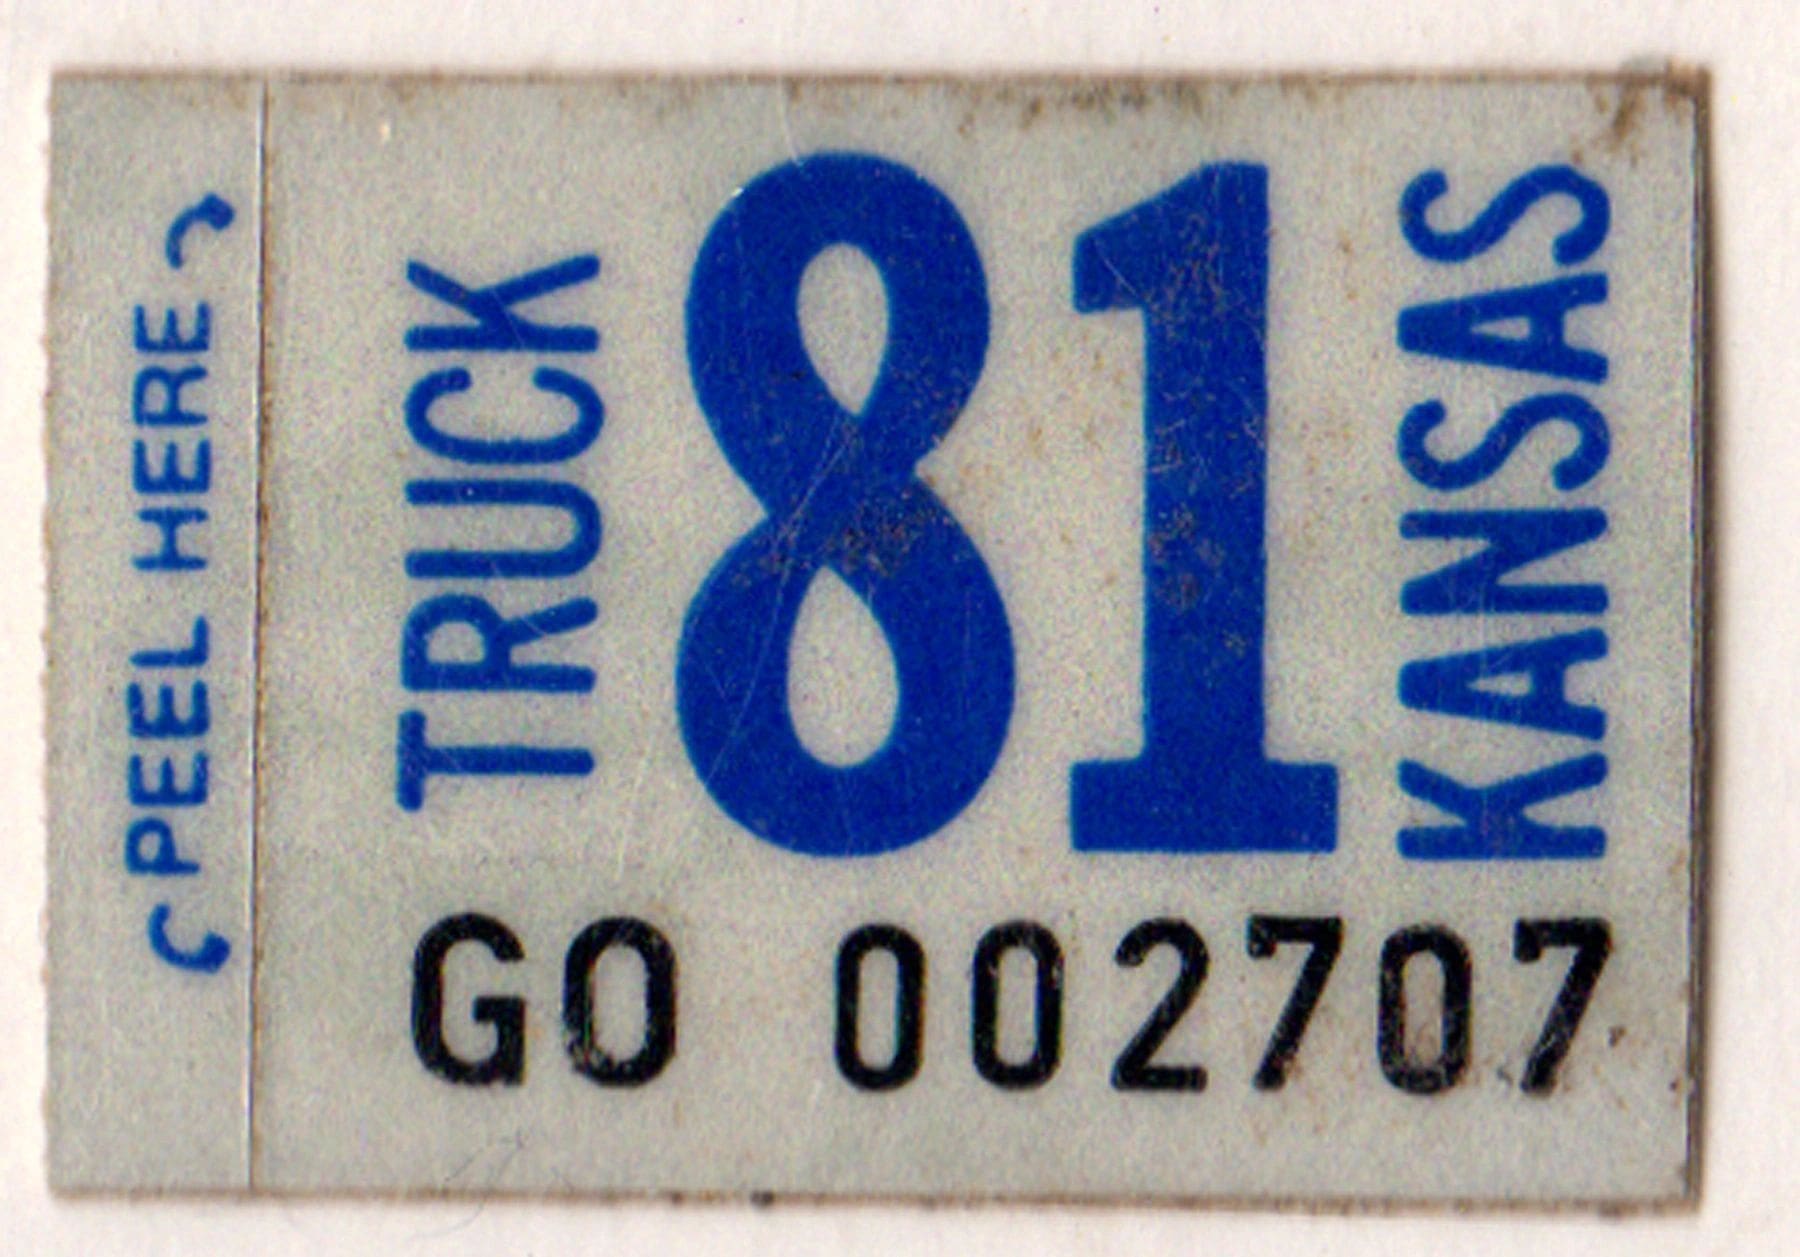 PEEL HERE
TRUCK
81
KANSAS
GO 002707